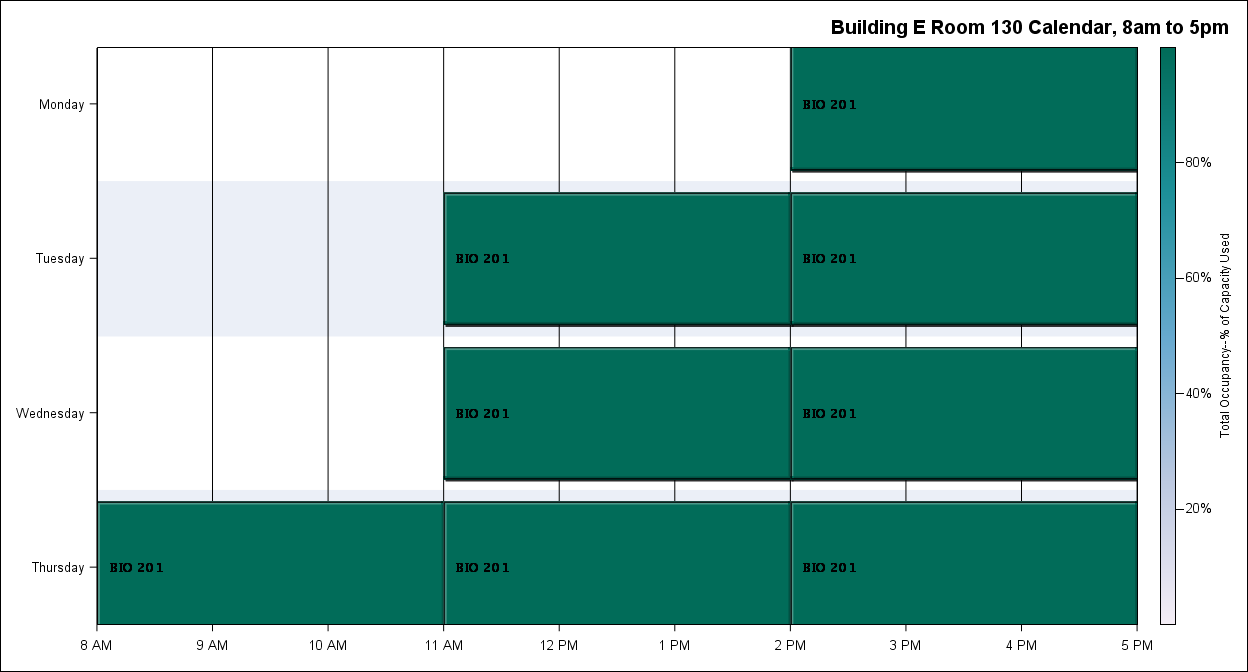 Building E Room 130 Calendar, 8am to 5pm
Monday
BIO 201
80%
Tuesday
BIO 201
BIO 201
60%
Total Occupancy--% of Capacity Used
Wednesday
BIO 201
BIO 201
40%
20%
Thursday
BIO 201
BIO 201
BIO 201
8 AM
9 AM
10 AM
11 AM
12 PM
1 PM
2 PM
3 PM
4 PM
5 PM